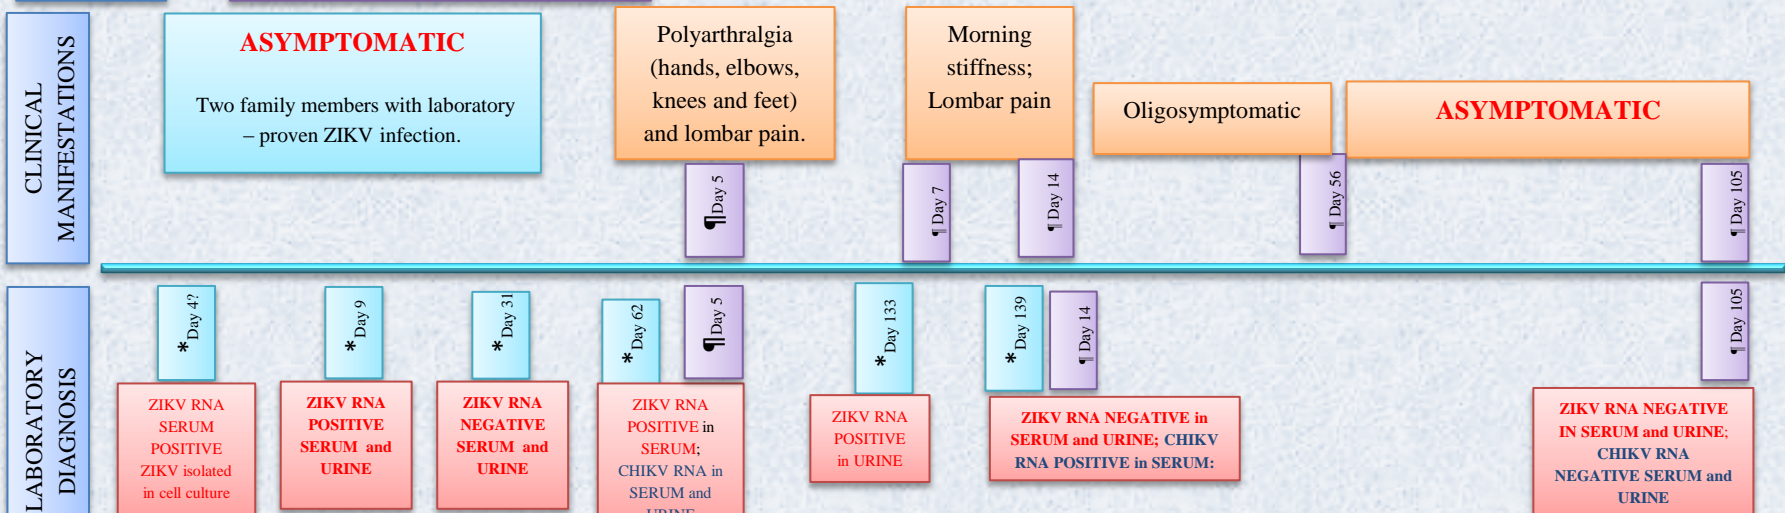 CLINICAL
MANIFESTATIONS
ASYMPTOMATIC
Two family members with laboratory
– proven ZIKV infection.
Polyarthralgia
(hands, elbows,
knees and feet)
and lombar pain.
Morning
stiffness;
Lombar pain
Oligosymptomatic
ASYMPTOMATIC
¶Day 5
¶ Day 7
¶ Day 14
¶ Day 56
¶ Day 105
LABORATORY
DIAGNOSIS
*Day 4?
*Day 9
*Day 31
*Day 62
¶Day 5
*Day 133
*Day 139
¶ Day 14
¶ Day 105
ZIKV RNA
SERUM
POSITIVE
ZIKV isolated
in cell culture
ZIKV RNA
POSITIVE
SERUM and
URINE
ZIKV RNA
NEGATIVE
SERUM and
URINE
ZIKV RNA
POSITIVE in
SERUM;
CHIKV RNA in
SERUM and
URINE
ZIKV RNA
POSITIVE
in URINE
ZIKV RNA NEGATIVE in
SERUM and URINE; CHIKV
RNA POSITIVE in SERUM:
ZIKV RNA NEGATIVE
IN SERUM and URINE;
CHIKV RNA
NEGATIVE SERUM and
URINE